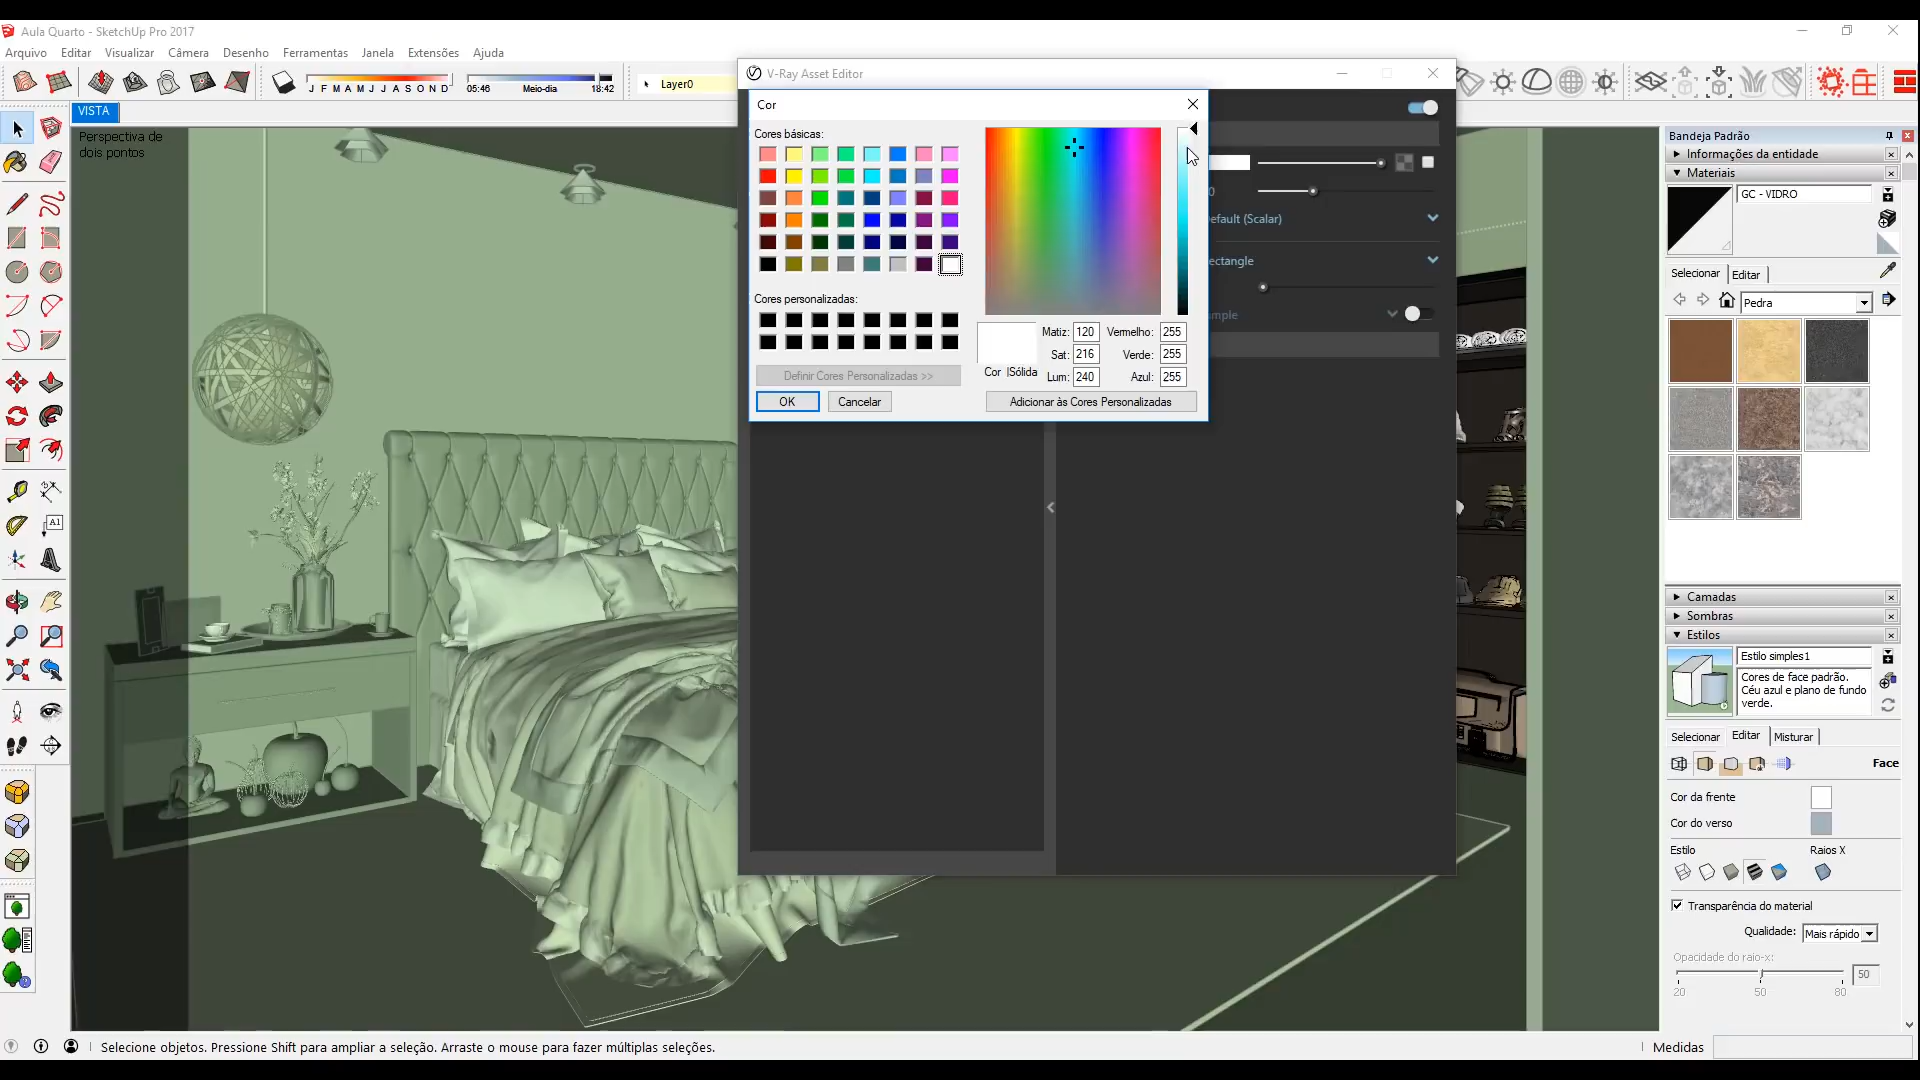 Aula Quarto - SketchUp Pro 2017
Arquivo Editar Visualizar Câmera Desenho Ferramentas Janela Extensões Ajuda
J F M A M J J A S O N D
05:46 Meio-dia 18:42
Layer0
VISTA
Perspectiva de
dois pontos
V-Ray Asset Editor
Cor
Cores básicas:
Cores personalizadas:
Definir Cores Personalizadas >>
OK Cancelar
Cor |Sólida
Matiz: 120 Vermelho: 255
Sat: 216 Verde: 255
Lum: 240 Azul: 255
Adicionar às Cores Personalizadas
0
efault (Scalar)
ectangle
mple
Bandeja Padrão
Informações da entidade
Materiais
GC - VIDRO
Selecionar Editar
Pedra
Camadas
Sombras
Estilos
Estilo simples1
Cores de face padrão.
Céu azul e plano de fundo
verde.
Selecionar Editar Misturar
Face
Cor da frente
Cor do verso
Estilo Raios X
Transparência do material
Qualidade: Mais rápido
Opacidade do raio-x:
50
20 50 80
A1
Selecione objetos. Pressione Shift para ampliar a seleção. Arraste o mouse para fazer múltiplas seleções.
Medidas